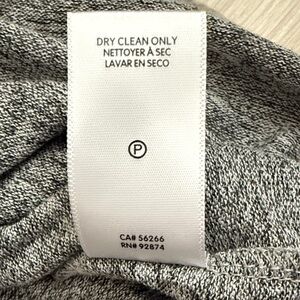 DRY CLEAN ONLY
NETTOYER À SEC
LAVAR EN SECO
P
CA# 56266
RN# 92874